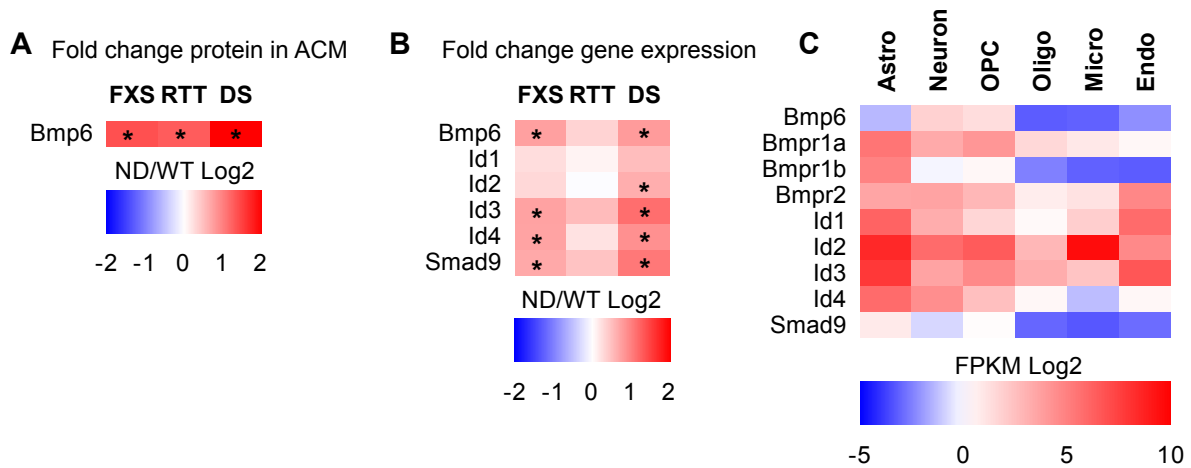 A Fold change protein in ACM
FXS RTT DS
Bmp6 * * *
ND/WT Log2
-2 -1 0 1 2
B Fold change gene expression
FXS RTT DS
Bmp6 * *
Id1
Id2 *
Id3 * *
Id4 * *
Smad9 * *
ND/WT Log2
-2 -1 0 1 2
C
Astro Neuron OPC Oligo Micro Endo
Bmp6
Bmpr1a
Bmpr1b
Bmpr2
Id1
Id2
Id3
Id4
Smad9
FPKM Log2
-5 0 5 10